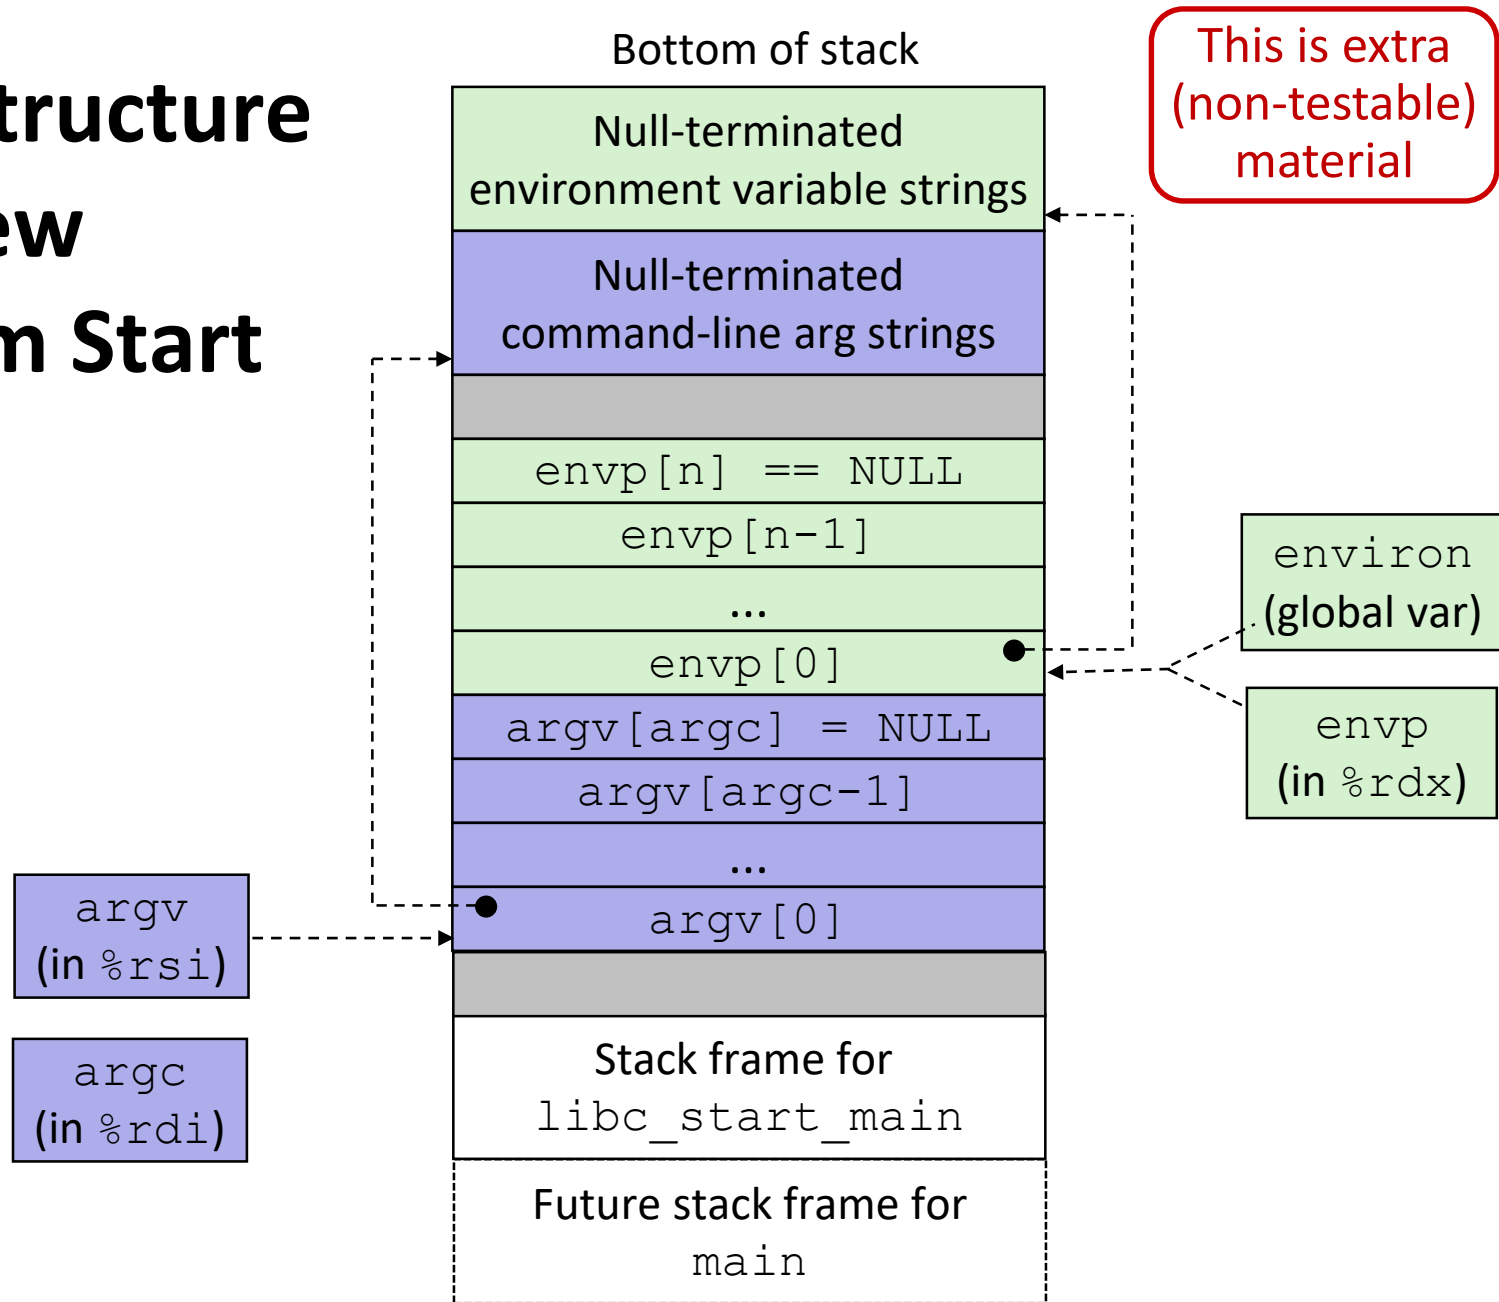 tructure
ew
m Start
Bottom of stack
This is extra
(non-testable)
material
Null-terminated
environment variable strings
Null-terminated
command-line arg strings
envp[n] == NULL
envp[n-1]
...
envp[0]
argv[argc] = NULL
argv[argc-1]
...
argv[0]
environ
(global var)
envp
(in %rdx)
argv
(in %rsi)
argc
(in %rdi)
Stack frame for
libc_start_main
Future stack frame for
main